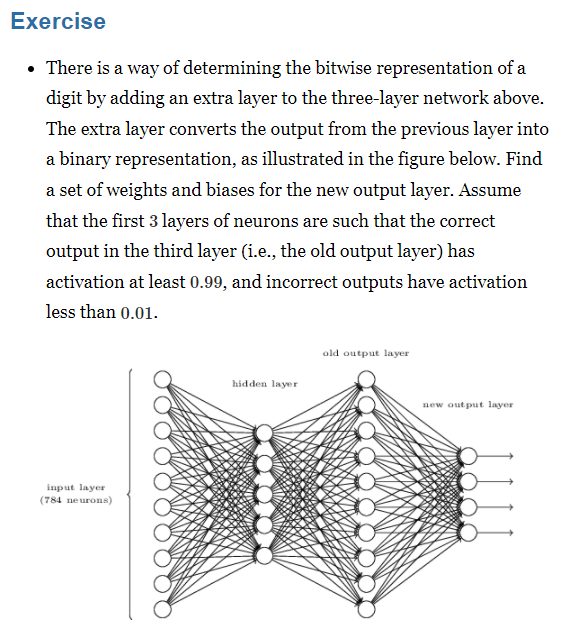 Exercise
• There is a way of determining the bitwise representation of a
digit by adding an extra layer to the three-layer network above.
The extra layer converts the output from the previous layer into
a binary representation, as illustrated in the figure below. Find
a set of weights and biases for the new output layer. Assume
that the first 3 layers of neurons are such that the correct
output in the third layer (i.e., the old output layer) has
activation at least 0.99, and incorrect outputs have activation
less than 0.01.
old output layer
hidden layer
new output layer
input layer
(784 neurons)